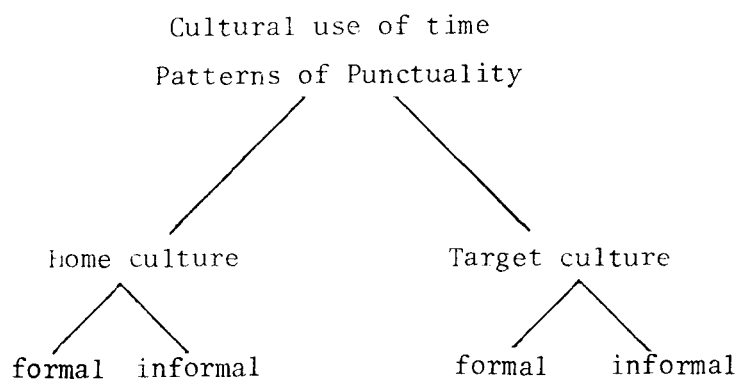 Cultural use of time
Patterns of Punctuality
Home culture Target culture
formal informal formal informal